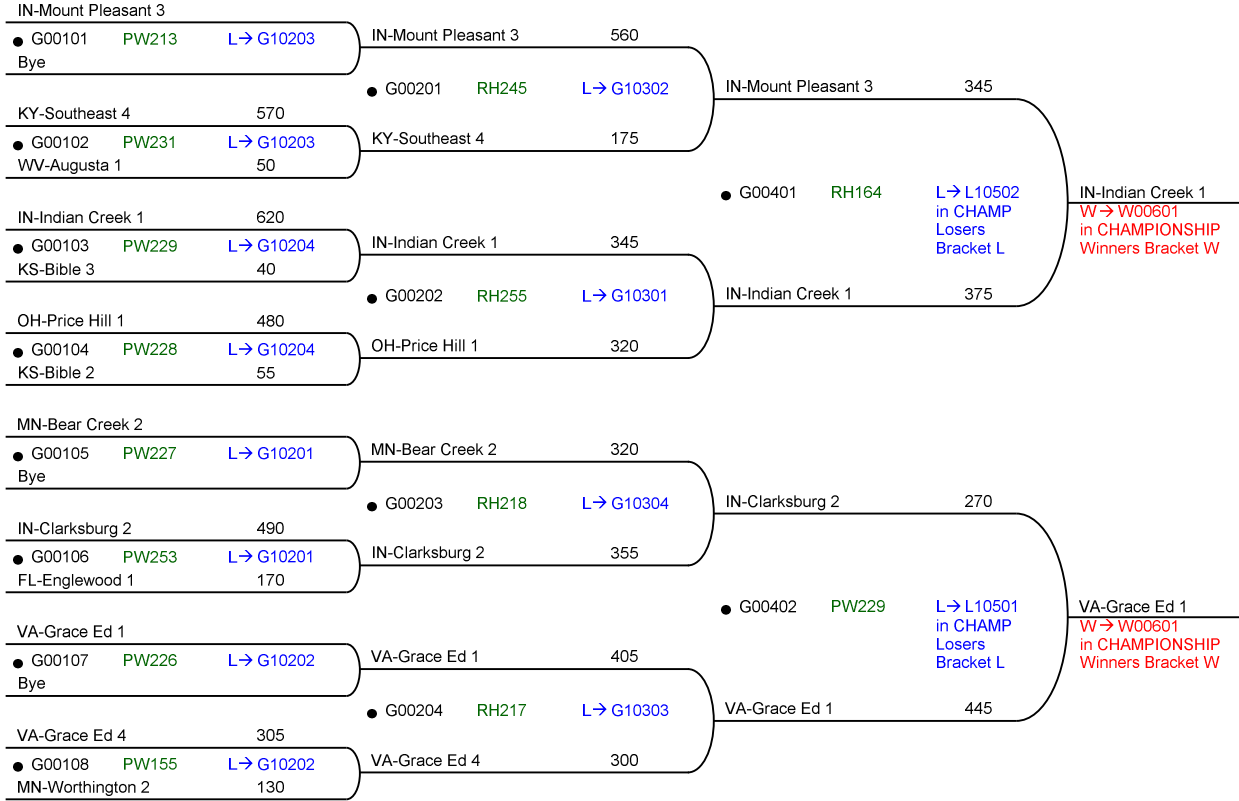 IN-Mount Pleasant 3
G00101 PW213 L→ G10203
Bye
IN-Mount Pleasant 3 560
G00201 RH245 L→ G10302
KY-Southeast 4 570
G00102 PW231 L→ G10203
WV-Augusta 1 50
KY-Southeast 4 175
IN-Mount Pleasant 3 345
G00401 RH164 L→ L10502
in CHAMP
Losers
Bracket L
IN-Indian Creek 1
W→ W00601
in CHAMPIONSHIP
Winners Bracket W
IN-Indian Creek 1 620
G00103 PW229 L→ G10204
KS-Bible 3 40
IN-Indian Creek 1 345
G00202 RH255 L→ G10301
IN-Indian Creek 1 375
OH-Price Hill 1 480
G00104 PW228 L→ G10204
KS-Bible 2 55
OH-Price Hill 1 320
MN-Bear Creek 2
G00105 PW227 L→ G10201
Bye
MN-Bear Creek 2 320
G00203 RH218 L→ G10304
IN-Clarksburg 2 490
G00106 PW253 L→ G10201
FL-Englewood 1 170
IN-Clarksburg 2 355
IN-Clarksburg 2 270
G00402 PW229 L→ L10501
in CHAMP
Losers
Bracket L
VA-Grace Ed 1
W→ W00601
in CHAMPIONSHIP
Winners Bracket W
VA-Grace Ed 1
G00107 PW226 L→ G10202
Bye
VA-Grace Ed 1 405
G00204 RH217 L→ G10303
VA-Grace Ed 1 445
VA-Grace Ed 4 305
G00108 PW155 L→ G10202
MN-Worthington 2 130
VA-Grace Ed 4 300